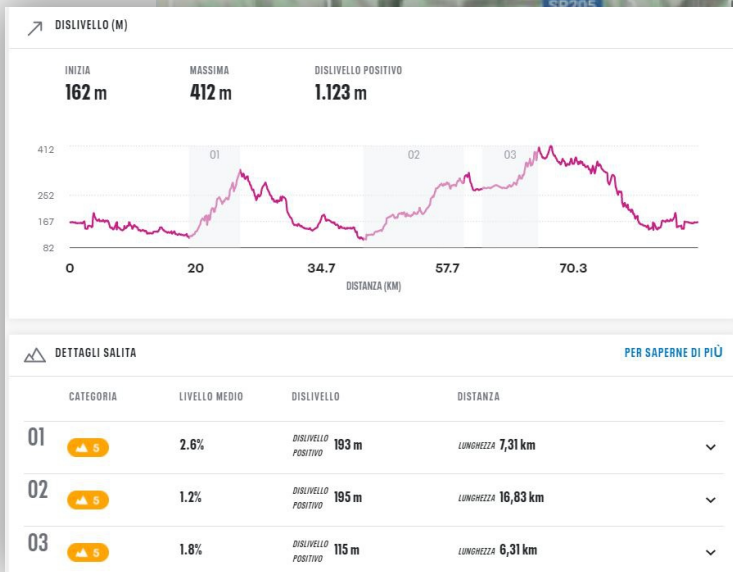 SP205
DISLIVELLO (M)
INIZIA MASSIMA DISLIVELLO POSITIVO
162 m 412 m 1.123 m
412
01 02 03
252
167
82
0 20 34.7 57.7 70.3
DISTANZA (KM)
DETTAGLI SALITA PER SAPERNE DI PIÙ
CATEGORIA LIVELLO MEDIO DISLIVELLO DISTANZA
01 5 2.6% DISLIVELLO POSITIVO 193 m LUNGHEZZA 7,31 km
02 5 1.2% DISLIVELLO POSITIVO 195 m LUNGHEZZA 16,83 km
03 5 1.8% DISLIVELLO POSITIVO 115 m LUNGHEZZA 6,31 km